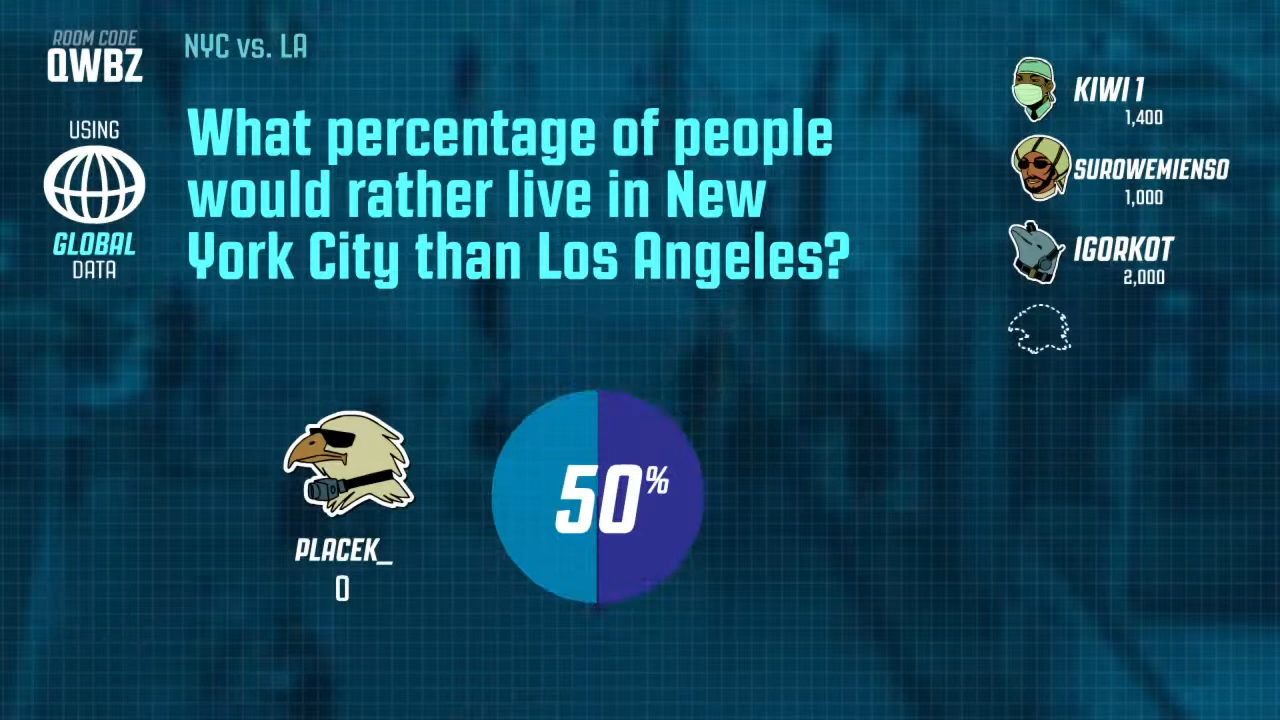 ROOM CODE
QWBZ
NYC vs. LA
USING
GLOBAL
DATA
What percentage of people
would rather live in New
York City than Los Angeles?
KIWI 1
1,400
SUROWEMIENSO
1,000
IGORKOT
2,000
PLACEK_
0
50%